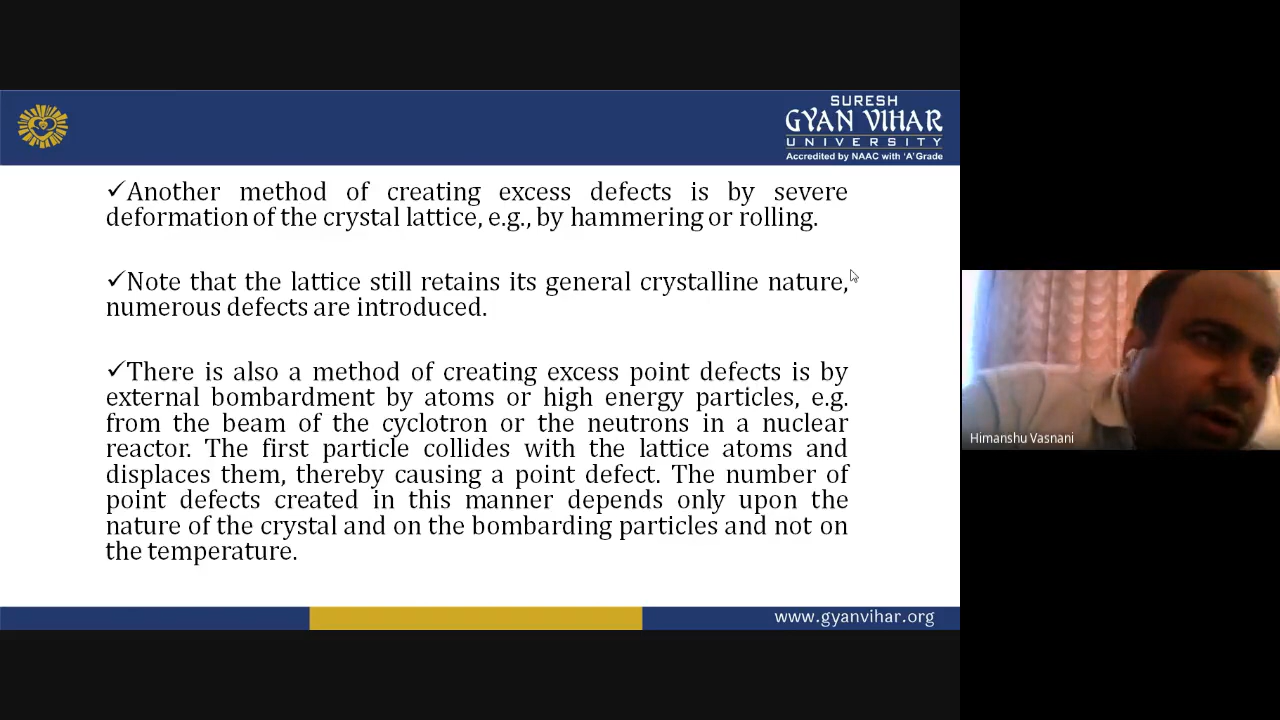 SURESH
GYAN VIHAR
UNIVERSITY
Accredited by NAAC with 'A' Grade
✓Another method of creating excess defects is by severe
deformation of the crystal lattice, e.g., by hammering or rolling.
✓Note that the lattice still retains its general crystalline nature,
numerous defects are introduced.
✓There is also a method of creating excess point defects is by
external bombardment by atoms or high energy particles, e.g.
from the beam of the cyclotron or the neutrons in a nuclear
reactor. The first particle collides with the lattice atoms and
displaces them, thereby causing a point defect. The number of
point defects created in this manner depends only upon the
nature of the crystal and on the bombarding particles and not on
the temperature.
www.gyanvihar.org
Himanshu Vasnani